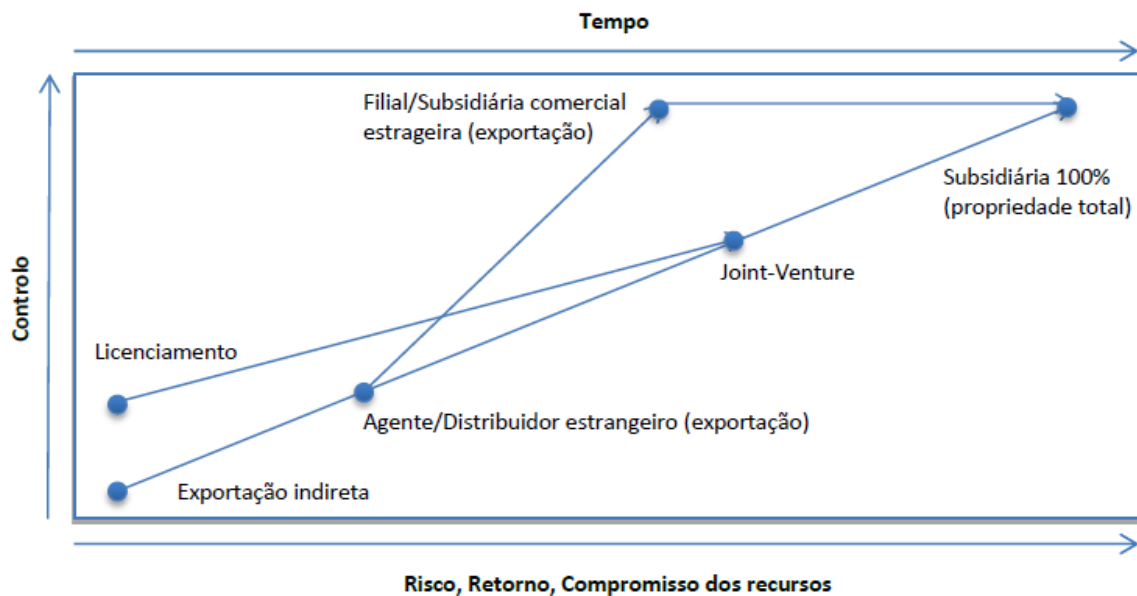 Tempo
Filial/Subsidiária comercial
estrageira (exportação)
Subsidiária 100%
(propriedade total)
Joint-Venture
Controlo
Licenciamento
Agente/Distribuidor estrangeiro (exportação)
Exportação indireta
Risco, Retorno, Compromisso dos recursos